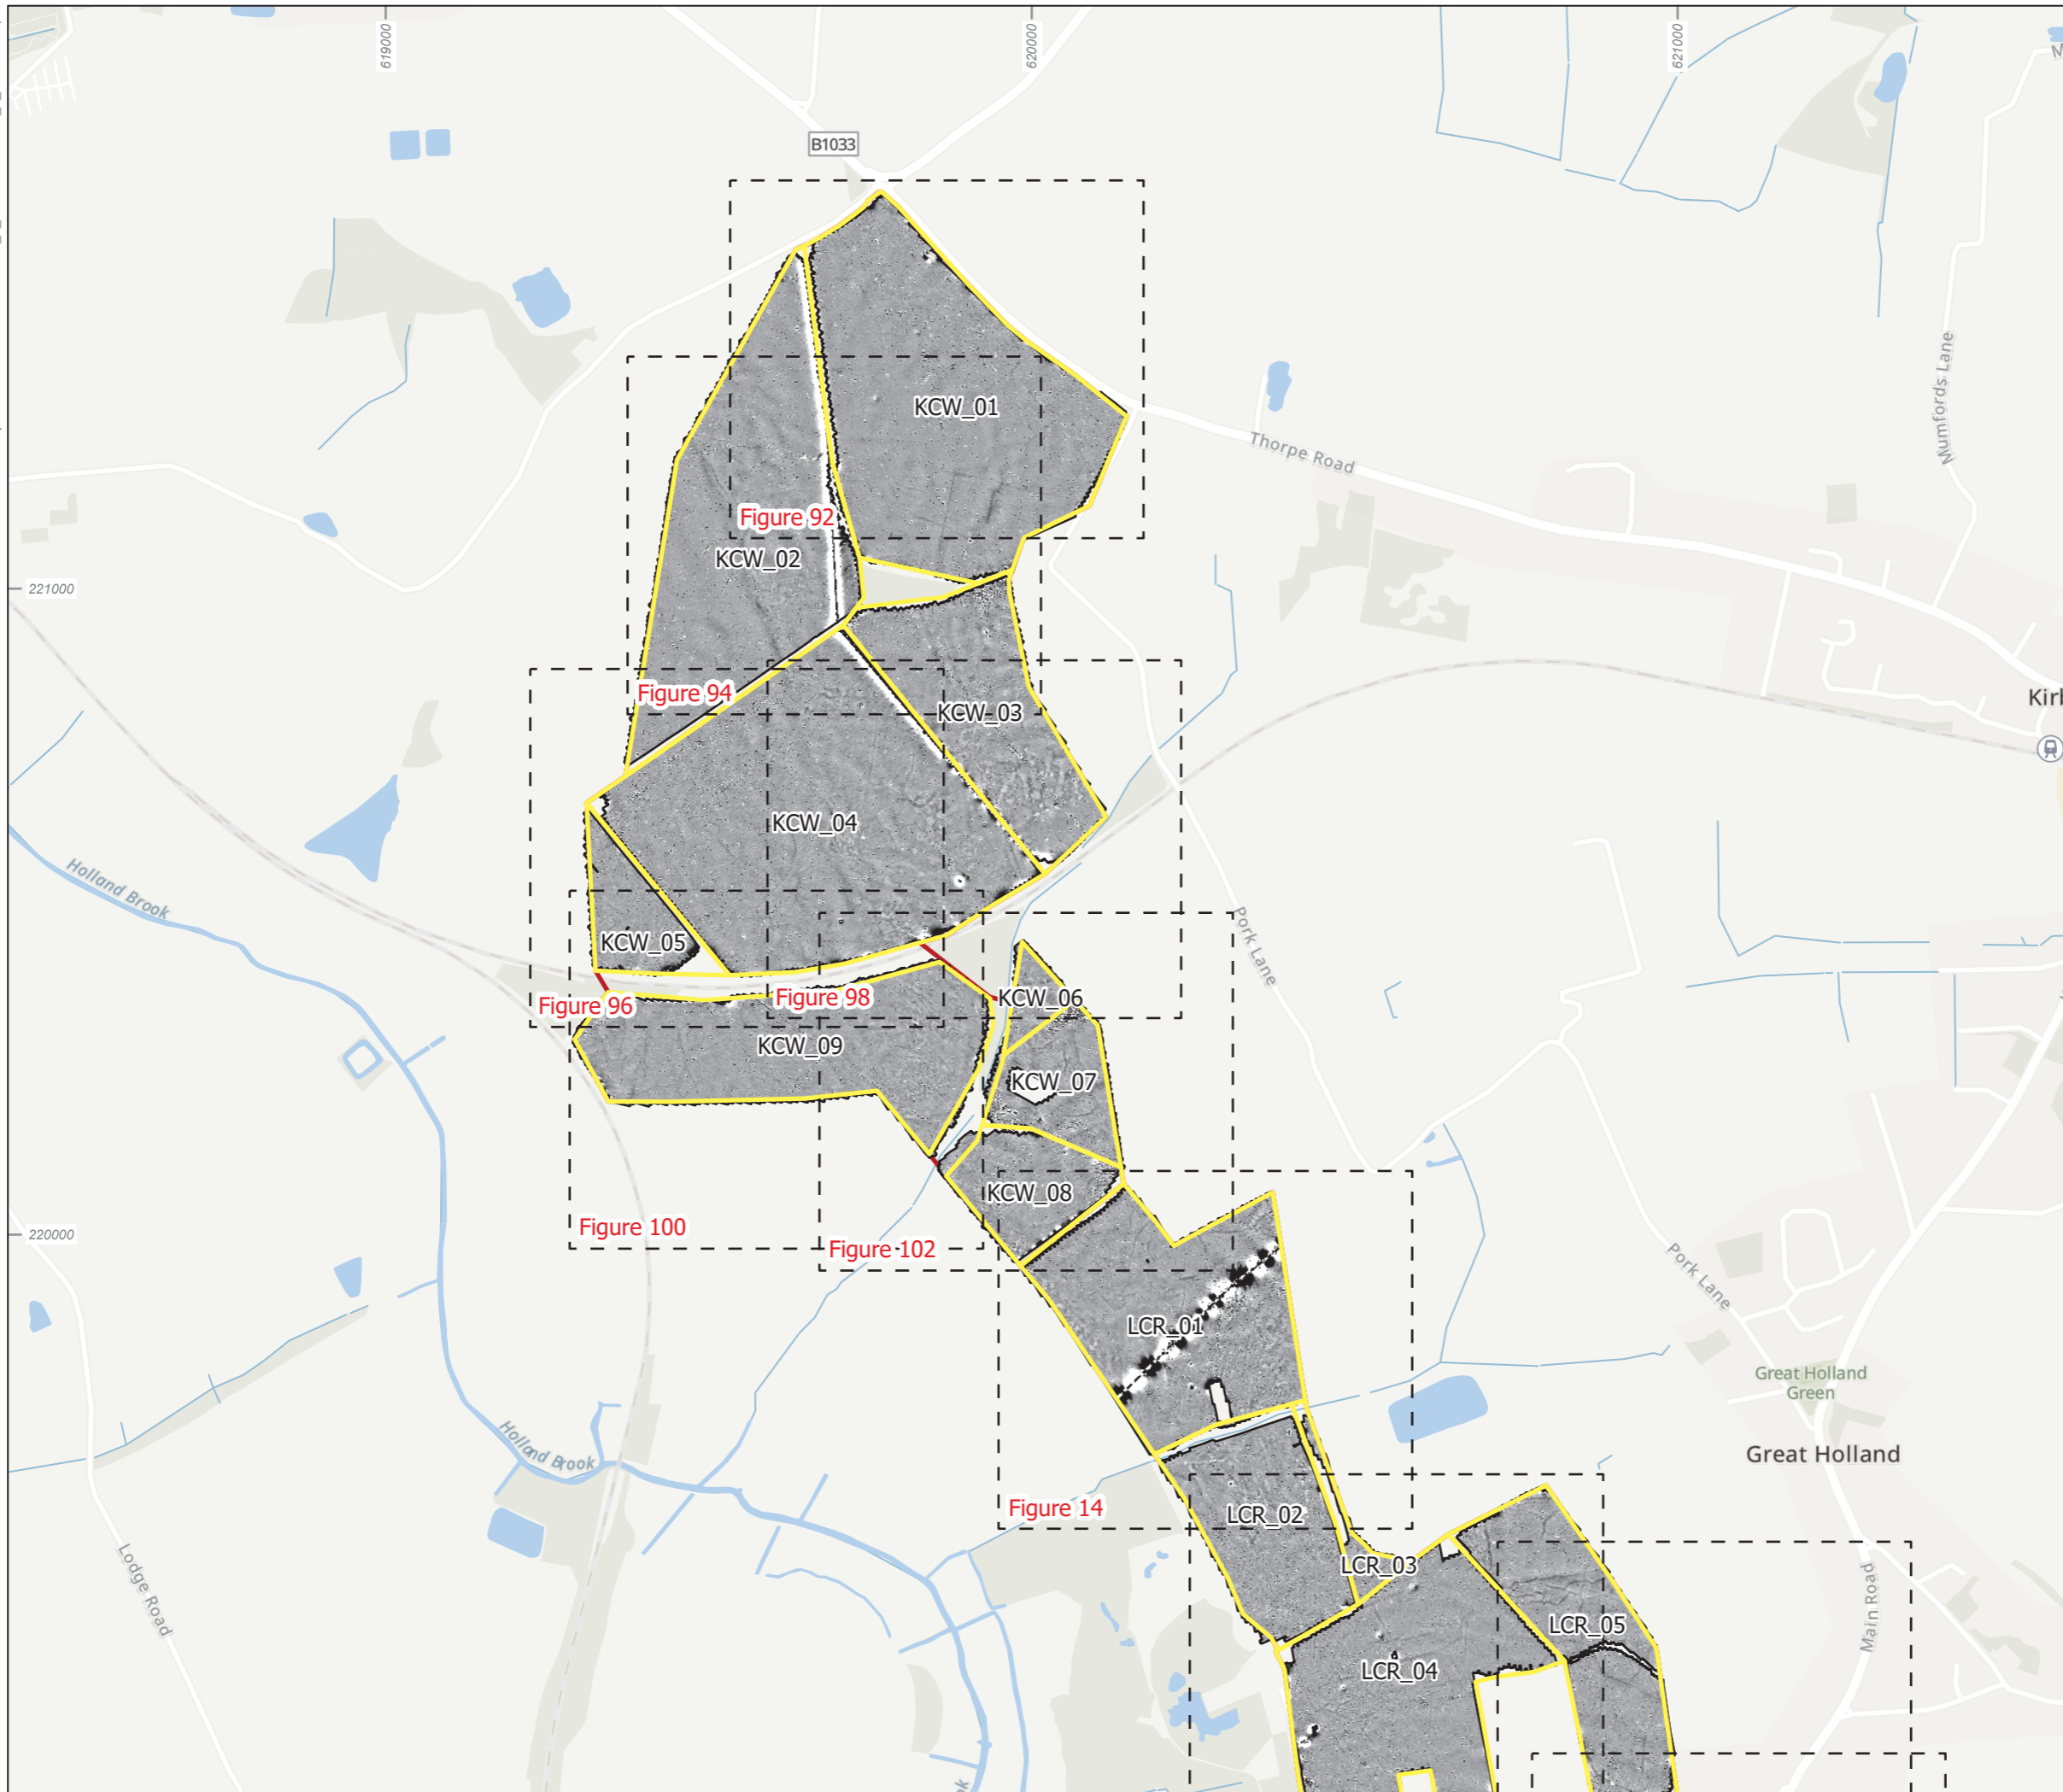 619000
620000
621000
B1033
Mumfords Lane
KCW_01
Thorpe Road
Figure 92
KCW_02
221000
Figure 94
Kirb
KCW_03
KCW_04
Holland Brook
KCW_05
Pork Lane
KCW_06
Figure 98
Figure 96
KCW_09
KCW_07
KCW_08
Figure 100
220000
Figure 102
Pork Lane
LCR_01
Great Holland
Green
Holland Brook
Great Holland
Figure 14
LCR_02
LCR_03
Lodge Road
Main Road
LCR_05
LCR_04